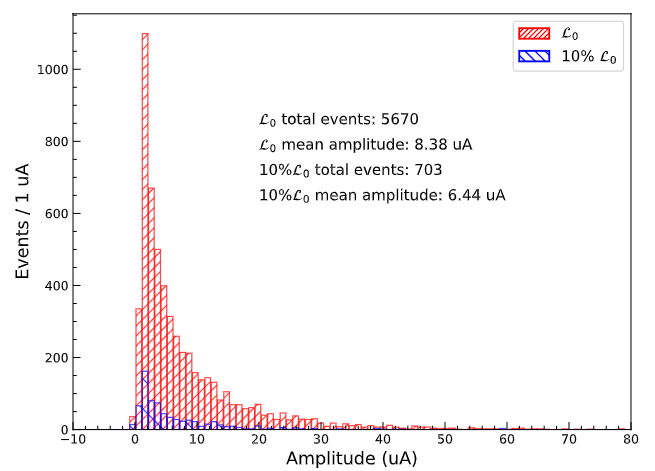 ℒ₀
10% ℒ₀
ℒ₀ total events: 5670
ℒ₀ mean amplitude: 8.38 uA
10%ℒ₀ total events: 703
10%ℒ₀ mean amplitude: 6.44 uA
Events / 1 uA
1000
800
600
400
200
0
−10 0 10 20 30 40 50 60 70 80
Amplitude (uA)